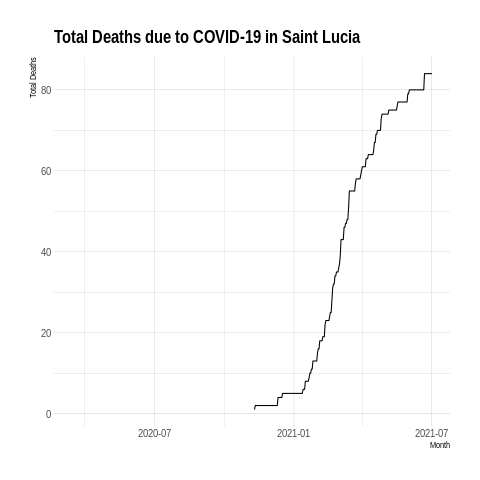 Total Deaths due to COVID-19 in Saint Lucia
Total Deaths
80
60
40
20
0
2020-07
2021-01
2021-07
Month